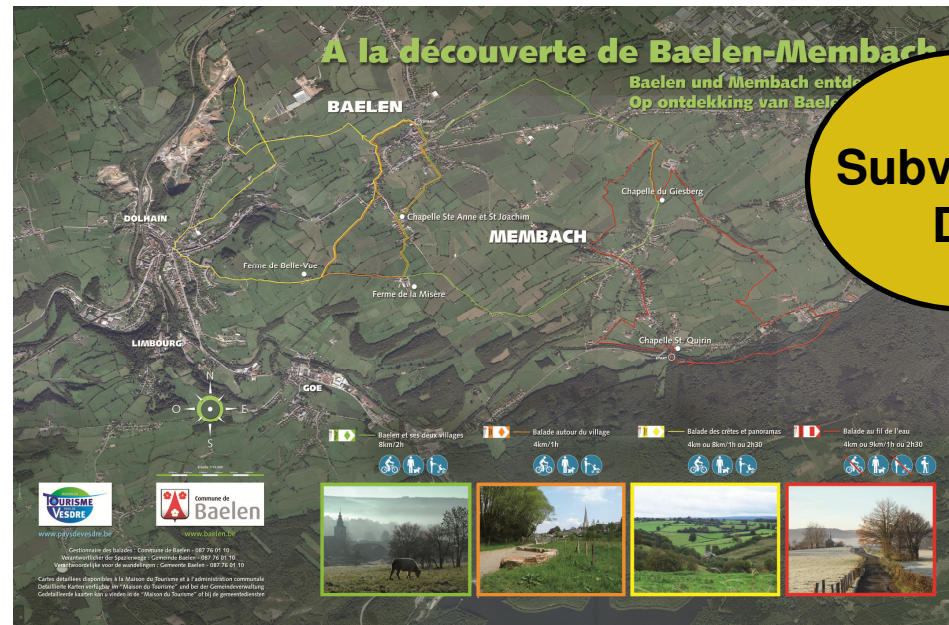 A la découverte de Baelen-Membach
Baelen und Membach
Op ontdekking van
BAELEN
Chapelle du Giesberg
DOLHAIN
Chapelle Ste Anne et St Joachim
MEMBACH
Ferme de Belle-Vue
Ferme de la Misère
LIMBOURG
Chapelle St. Quirin
GOE
N
O
E
S
Baelen et ses deux villages
8km/2h
Balade autour du village
4km/1h
Balade des crêtes et panoramas
4km ou 8km/1h ou 2h30
Balade au fil de l'eau
4km ou 9km/1h ou 2h30
TOURISME
VESDRE
www.paysdevesdre.be
Commune de
Baelen
www.baelen.be
Gestionnaire des balades : Commune de Baelen - 087 76 01 10
Verantwortlicher der Spazierwege : Gemeinde Baelen - 087 76 01 10
Verantwoordelijke voor de wandelingen : Gemeente Baelen - 087 76 01 10
Cartes détaillées disponibles à la Maison du Tourisme et à l'administration communale
Detaillierte Karten verfügbar im "Maison du Tourisme" und bei der Gemeindeverwaltung
Gedetailleerde kaarten kan u vinden in de "Maison du Tourisme" of bij de gemeentediensten